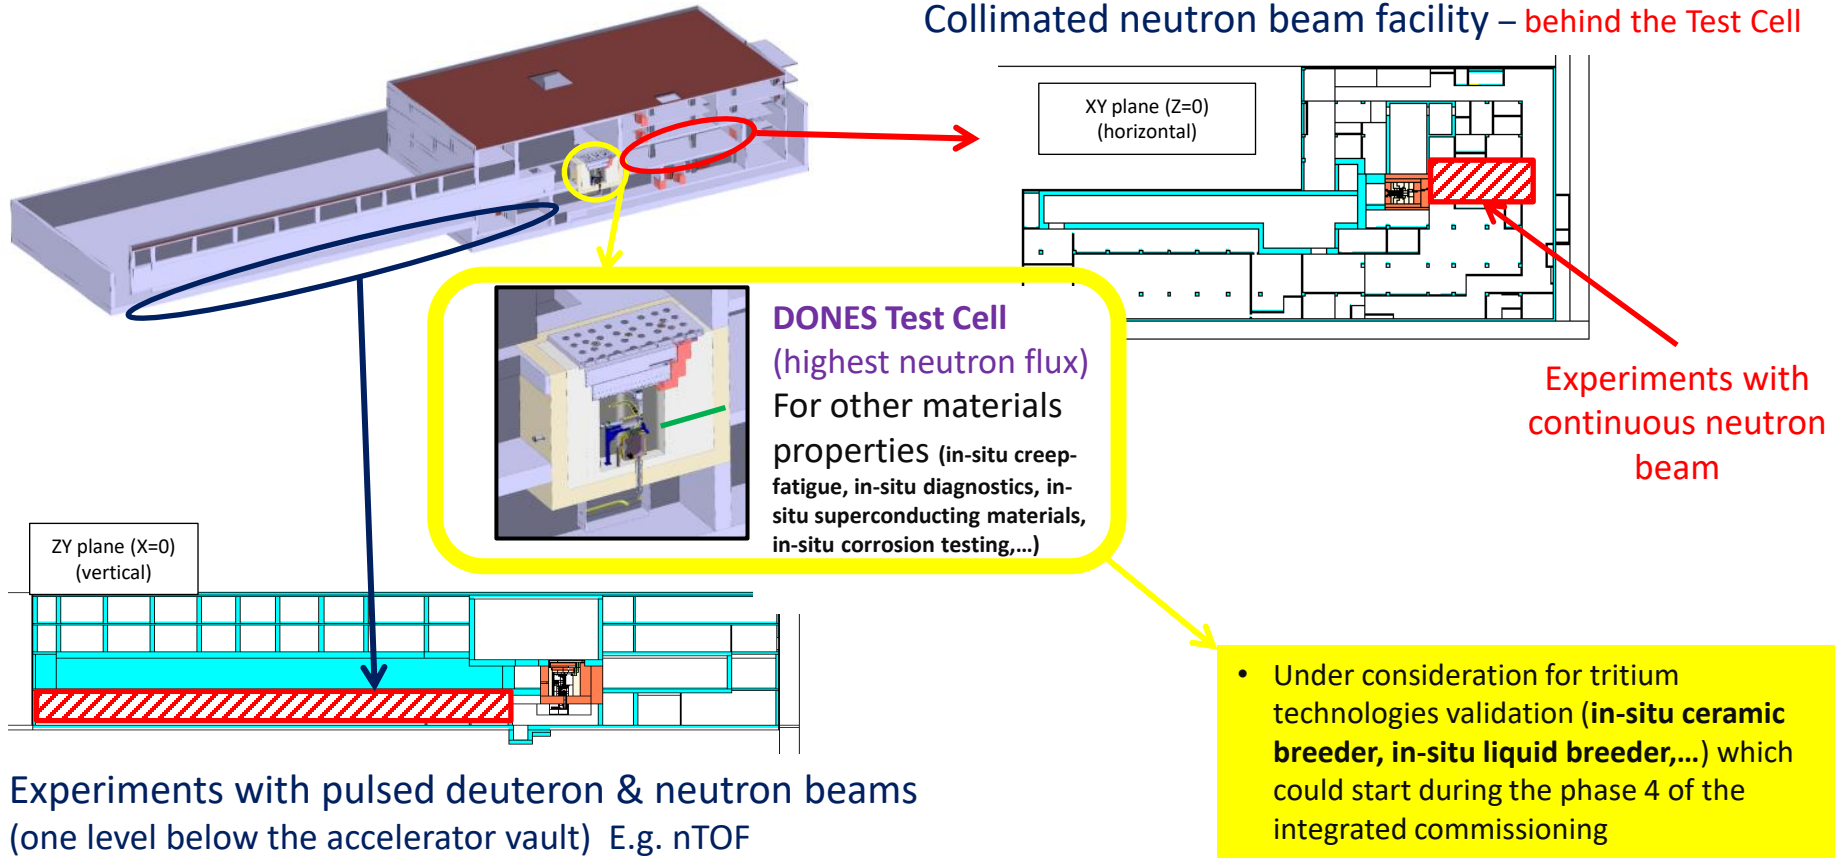 Collimated neutron beam facility – behind the Test Cell
XY plane (Z=0)
(horizontal)
DONES Test Cell
(highest neutron flux)
For other materials
properties (in-situ creep-
fatigue, in-situ diagnostics, in-
situ superconducting materials,
in-situ corrosion testing,...)
Experiments with
continuous neutron
beam
ZY plane (X=0)
(vertical)
• Under consideration for tritium
technologies validation (in-situ ceramic
breeder, in-situ liquid breeder,...) which
could start during the phase 4 of the
integrated commissioning
Experiments with pulsed deuteron & neutron beams
(one level below the accelerator vault) E.g. nTOF